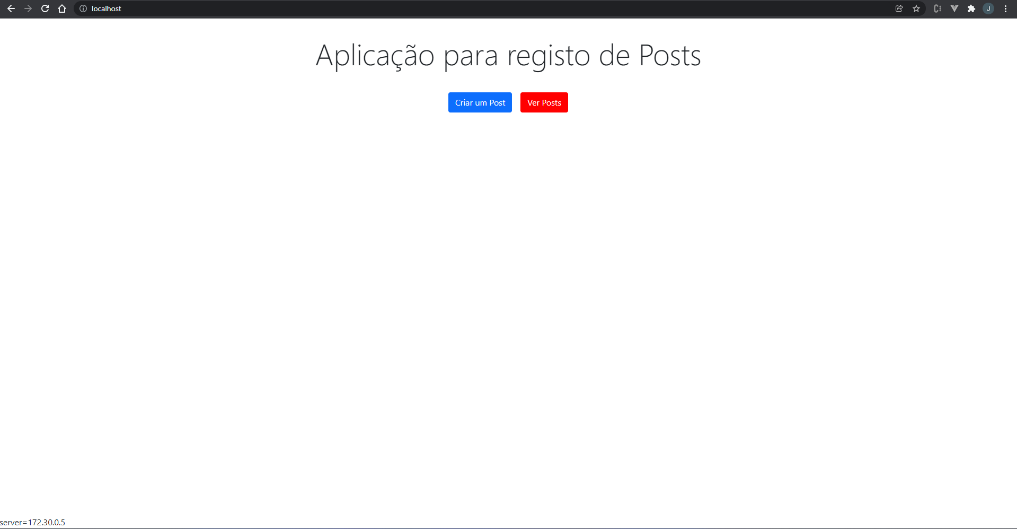 localhost
J
Aplicação para registo de Posts
Criar um Post
Ver Posts
server=172.30.0.5